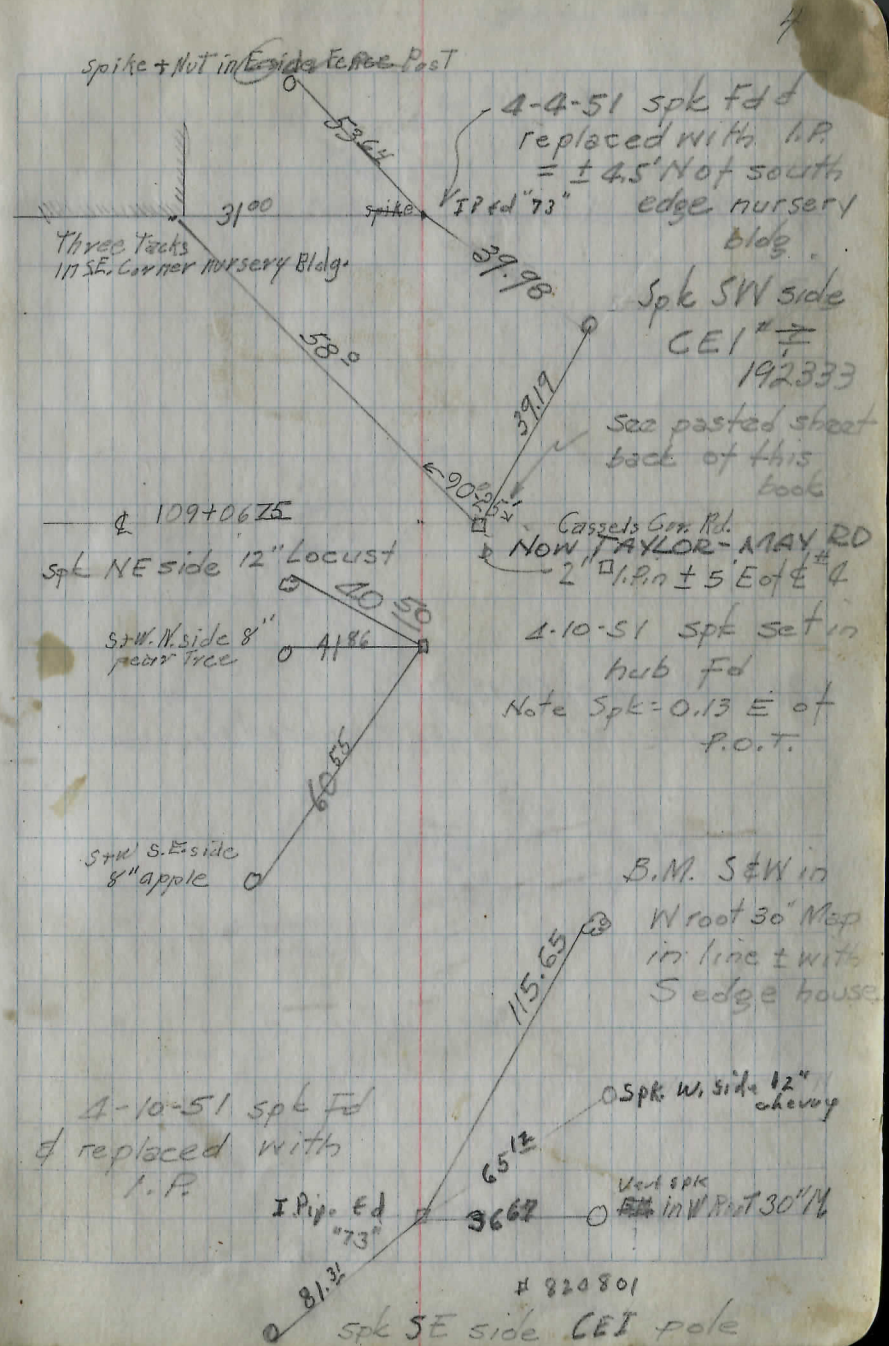 4
Spike + Nut in E side Fence Post
53 64
4-4-51 spk Fd &
replaced with I.P.
= ± 4.5' N of south
edge nursery
bldg.
31 00
spike
I P Fd "73"
Three Tacks
in S.E. Corner nursery Bldg.
39.98
Spk SW side
CEI #
192333
58 0
39.19
See pasted sheet
back of this
book
90° 25'
℄ 109+06 75
Cassels Cor. Rd.
NOW TAYLOR-MAY RD
2" □ I.Pin ± 5' E of ℄
spk NE side 12" Locust
40 50
S+W. N. side 8"
pear Tree
41 86
4-10-51 spk set in
hub Fd
Note Spk = 0.13 E of
P.O.T.
60 55
S+W S.E. side
8" apple
B.M. S & W in
W root 30" Map
in line ± with
S edge house
115.65
4-10-51 spk Fd
& replaced with
I.P.
Spk W. side 12"
cherry
65 12
I Pip. Fd
"73"
36 67
Vert spk
in W Root 30" M
81.31
# 820801
spk SE side CEI pole